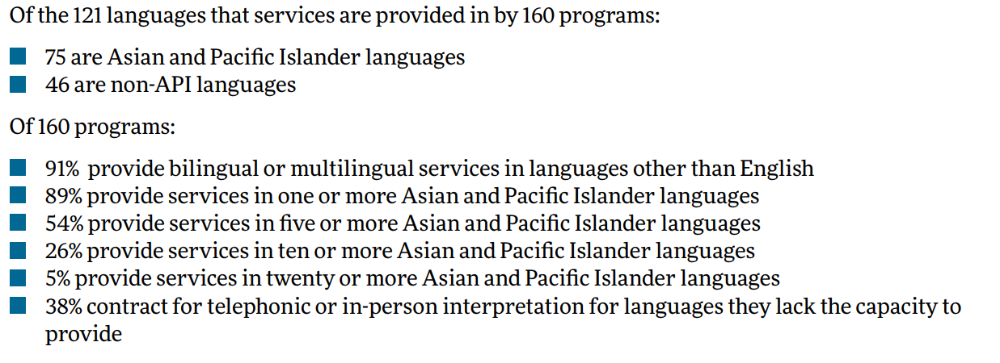 Of the 121 languages that services are provided in by 160 programs:
75 are Asian and Pacific Islander languages
46 are non-API languages
Of 160 programs:
91% provide bilingual or multilingual services in languages other than English
89% provide services in one or more Asian and Pacific Islander languages
54% provide services in five or more Asian and Pacific Islander languages
26% provide services in ten or more Asian and Pacific Islander languages
5% provide services in twenty or more Asian and Pacific Islander languages
38% contract for telephonic or in-person interpretation for languages they lack the capacity to
provide